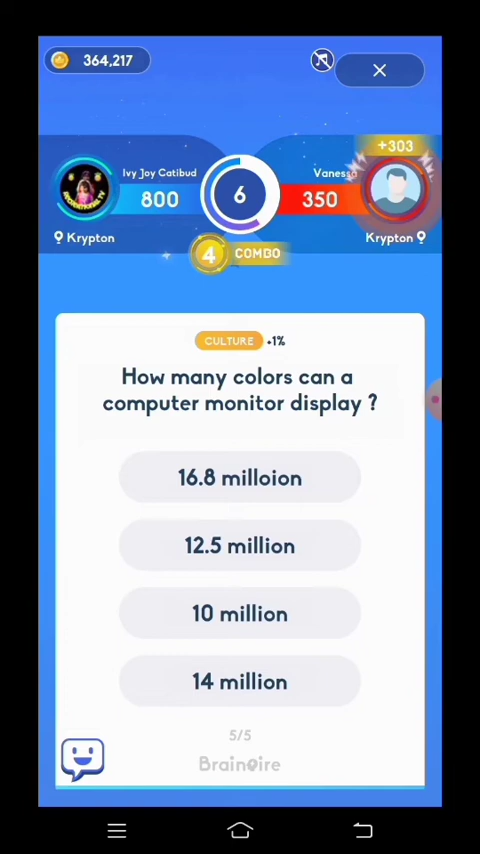 364,217
+303
Ivy Joy Catibud
6
Vanessa
800
350
Krypton
Krypton
4 COMBO
CULTURE +1%
How many colors can a
computer monitor display ?
16.8 milloion
12.5 million
10 million
14 million
5/5
Brainwire